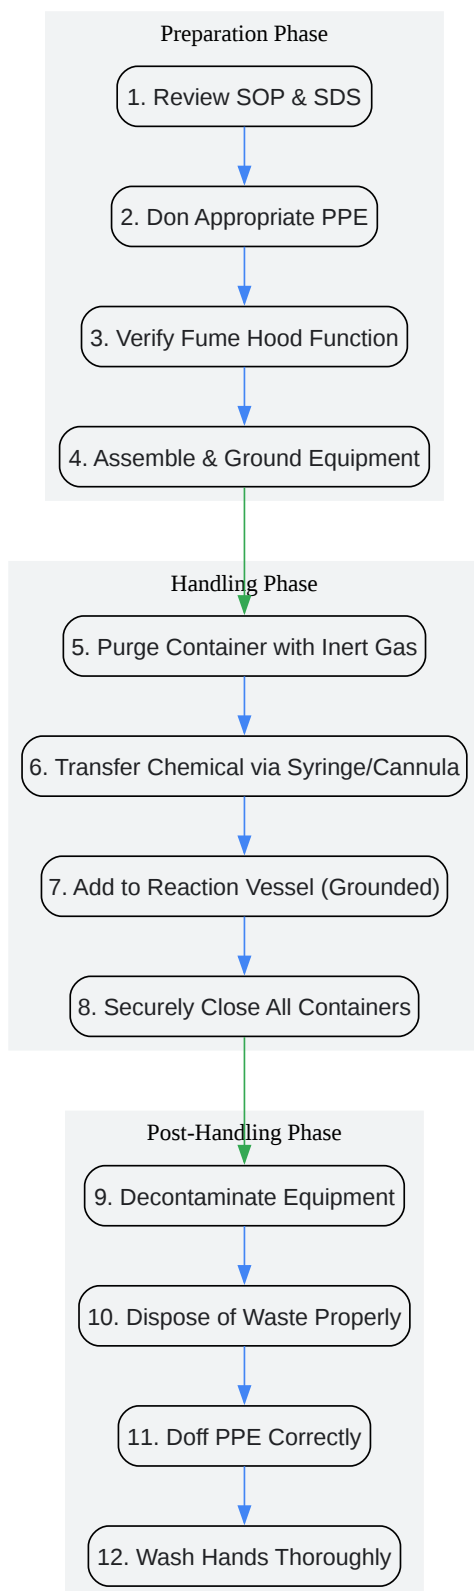 Preparation Phase
1. Review SOP & SDS
2. Don Appropriate PPE
3. Verify Fume Hood Function
4. Assemble & Ground Equipment
Handling Phase
5. Purge Container with Inert Gas
6. Transfer Chemical via Syringe/Cannula
7. Add to Reaction Vessel (Grounded)
8. Securely Close All Containers
Post-Handling Phase
9. Decontaminate Equipment
10. Dispose of Waste Properly
11. Doff PPE Correctly
12. Wash Hands Thoroughly